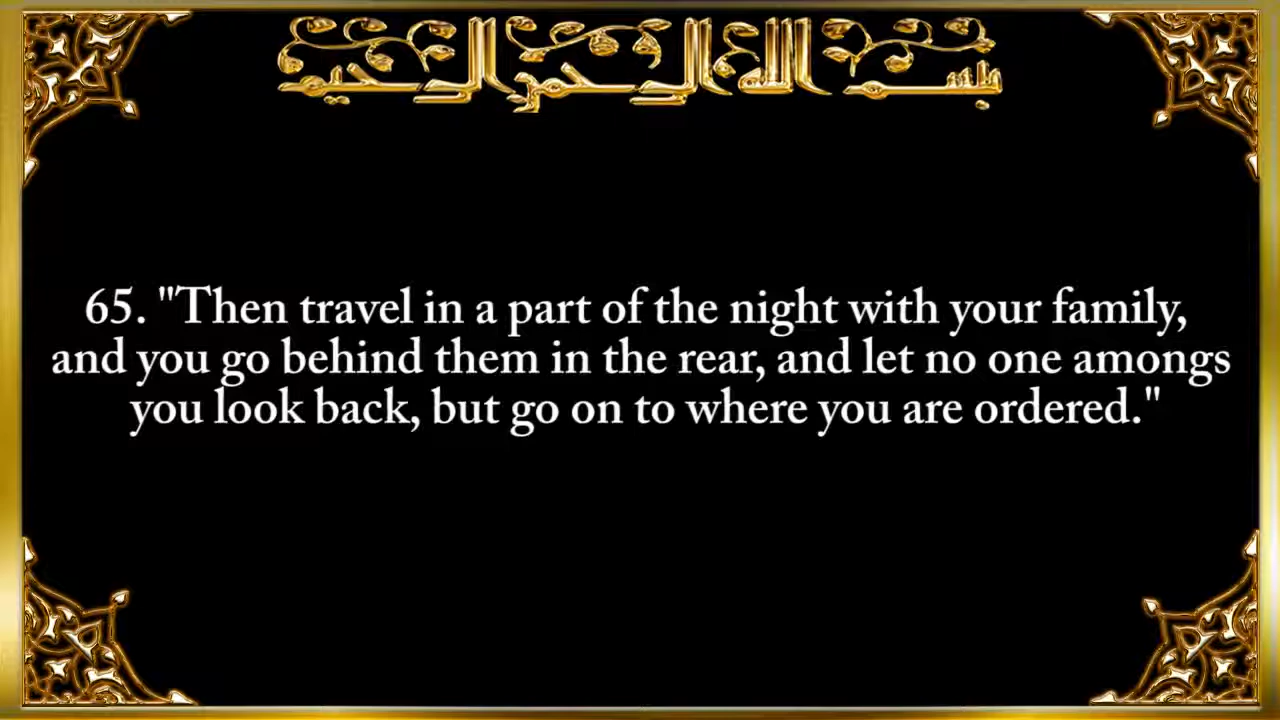 بسم الله الرحمن الرحيم
65. "Then travel in a part of the night with your family,
and you go behind them in the rear, and let no one amongs
you look back, but go on to where you are ordered."